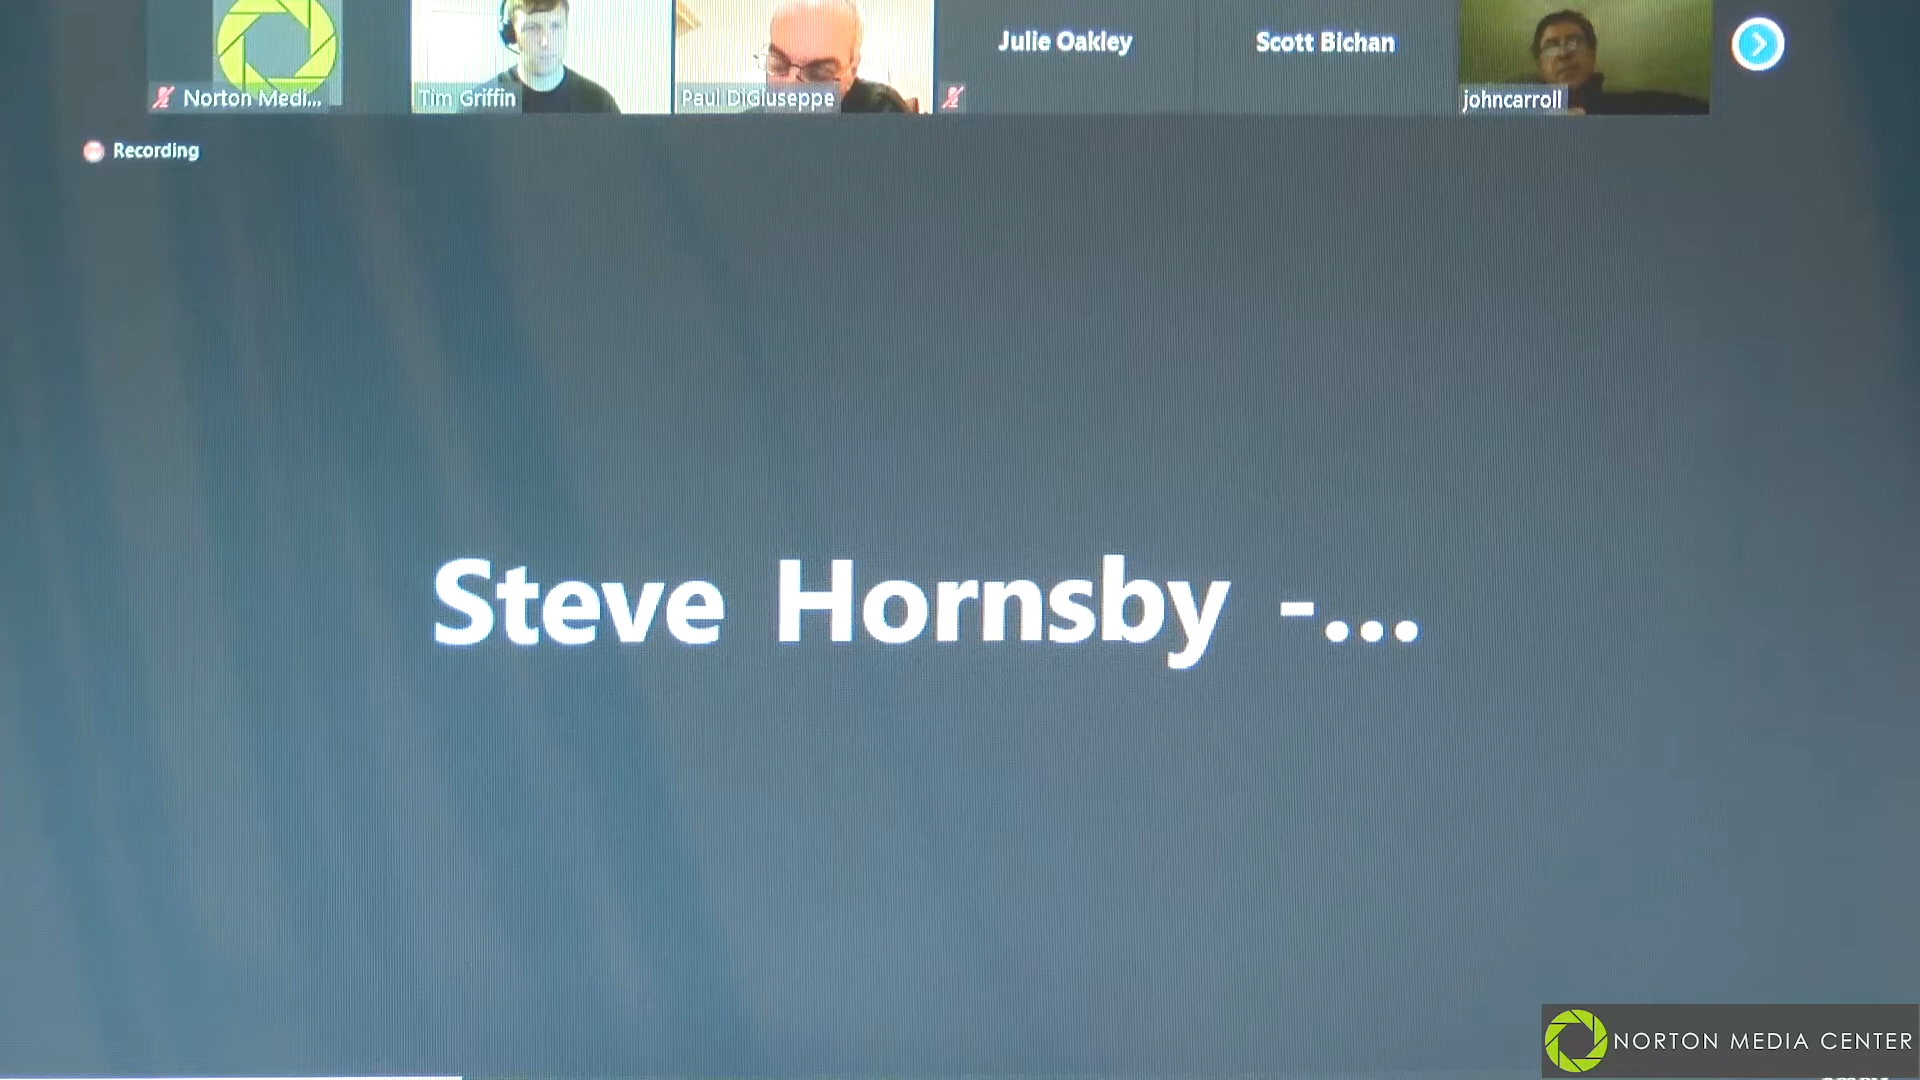 Norton Medi...
Tim Griffin
Paul DiGiuseppe
Julie Oakley
Scott Bichan
johncarroll
Recording
Steve Hornsby -...
NORTON MEDIA CENTER